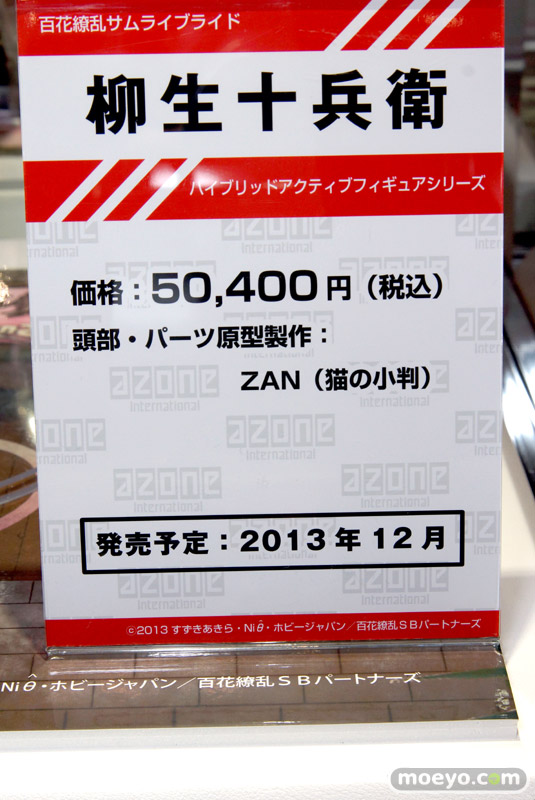 百花繚乱サムライブライド
柳生十兵衛
ハイブリッドアクティブフィギュアシリーズ
azone
international
価格：50,400円（税込）
頭部・パーツ原型製作：
ZAN（猫の小判）
発売予定：2013年12月
©2013 すずきあきら・Niθ・ホビージャパン／百花繚乱ＳＢパートナーズ
Niθ・ホビージャパン／百花繚乱ＳＢパートナーズ
moeyo.com